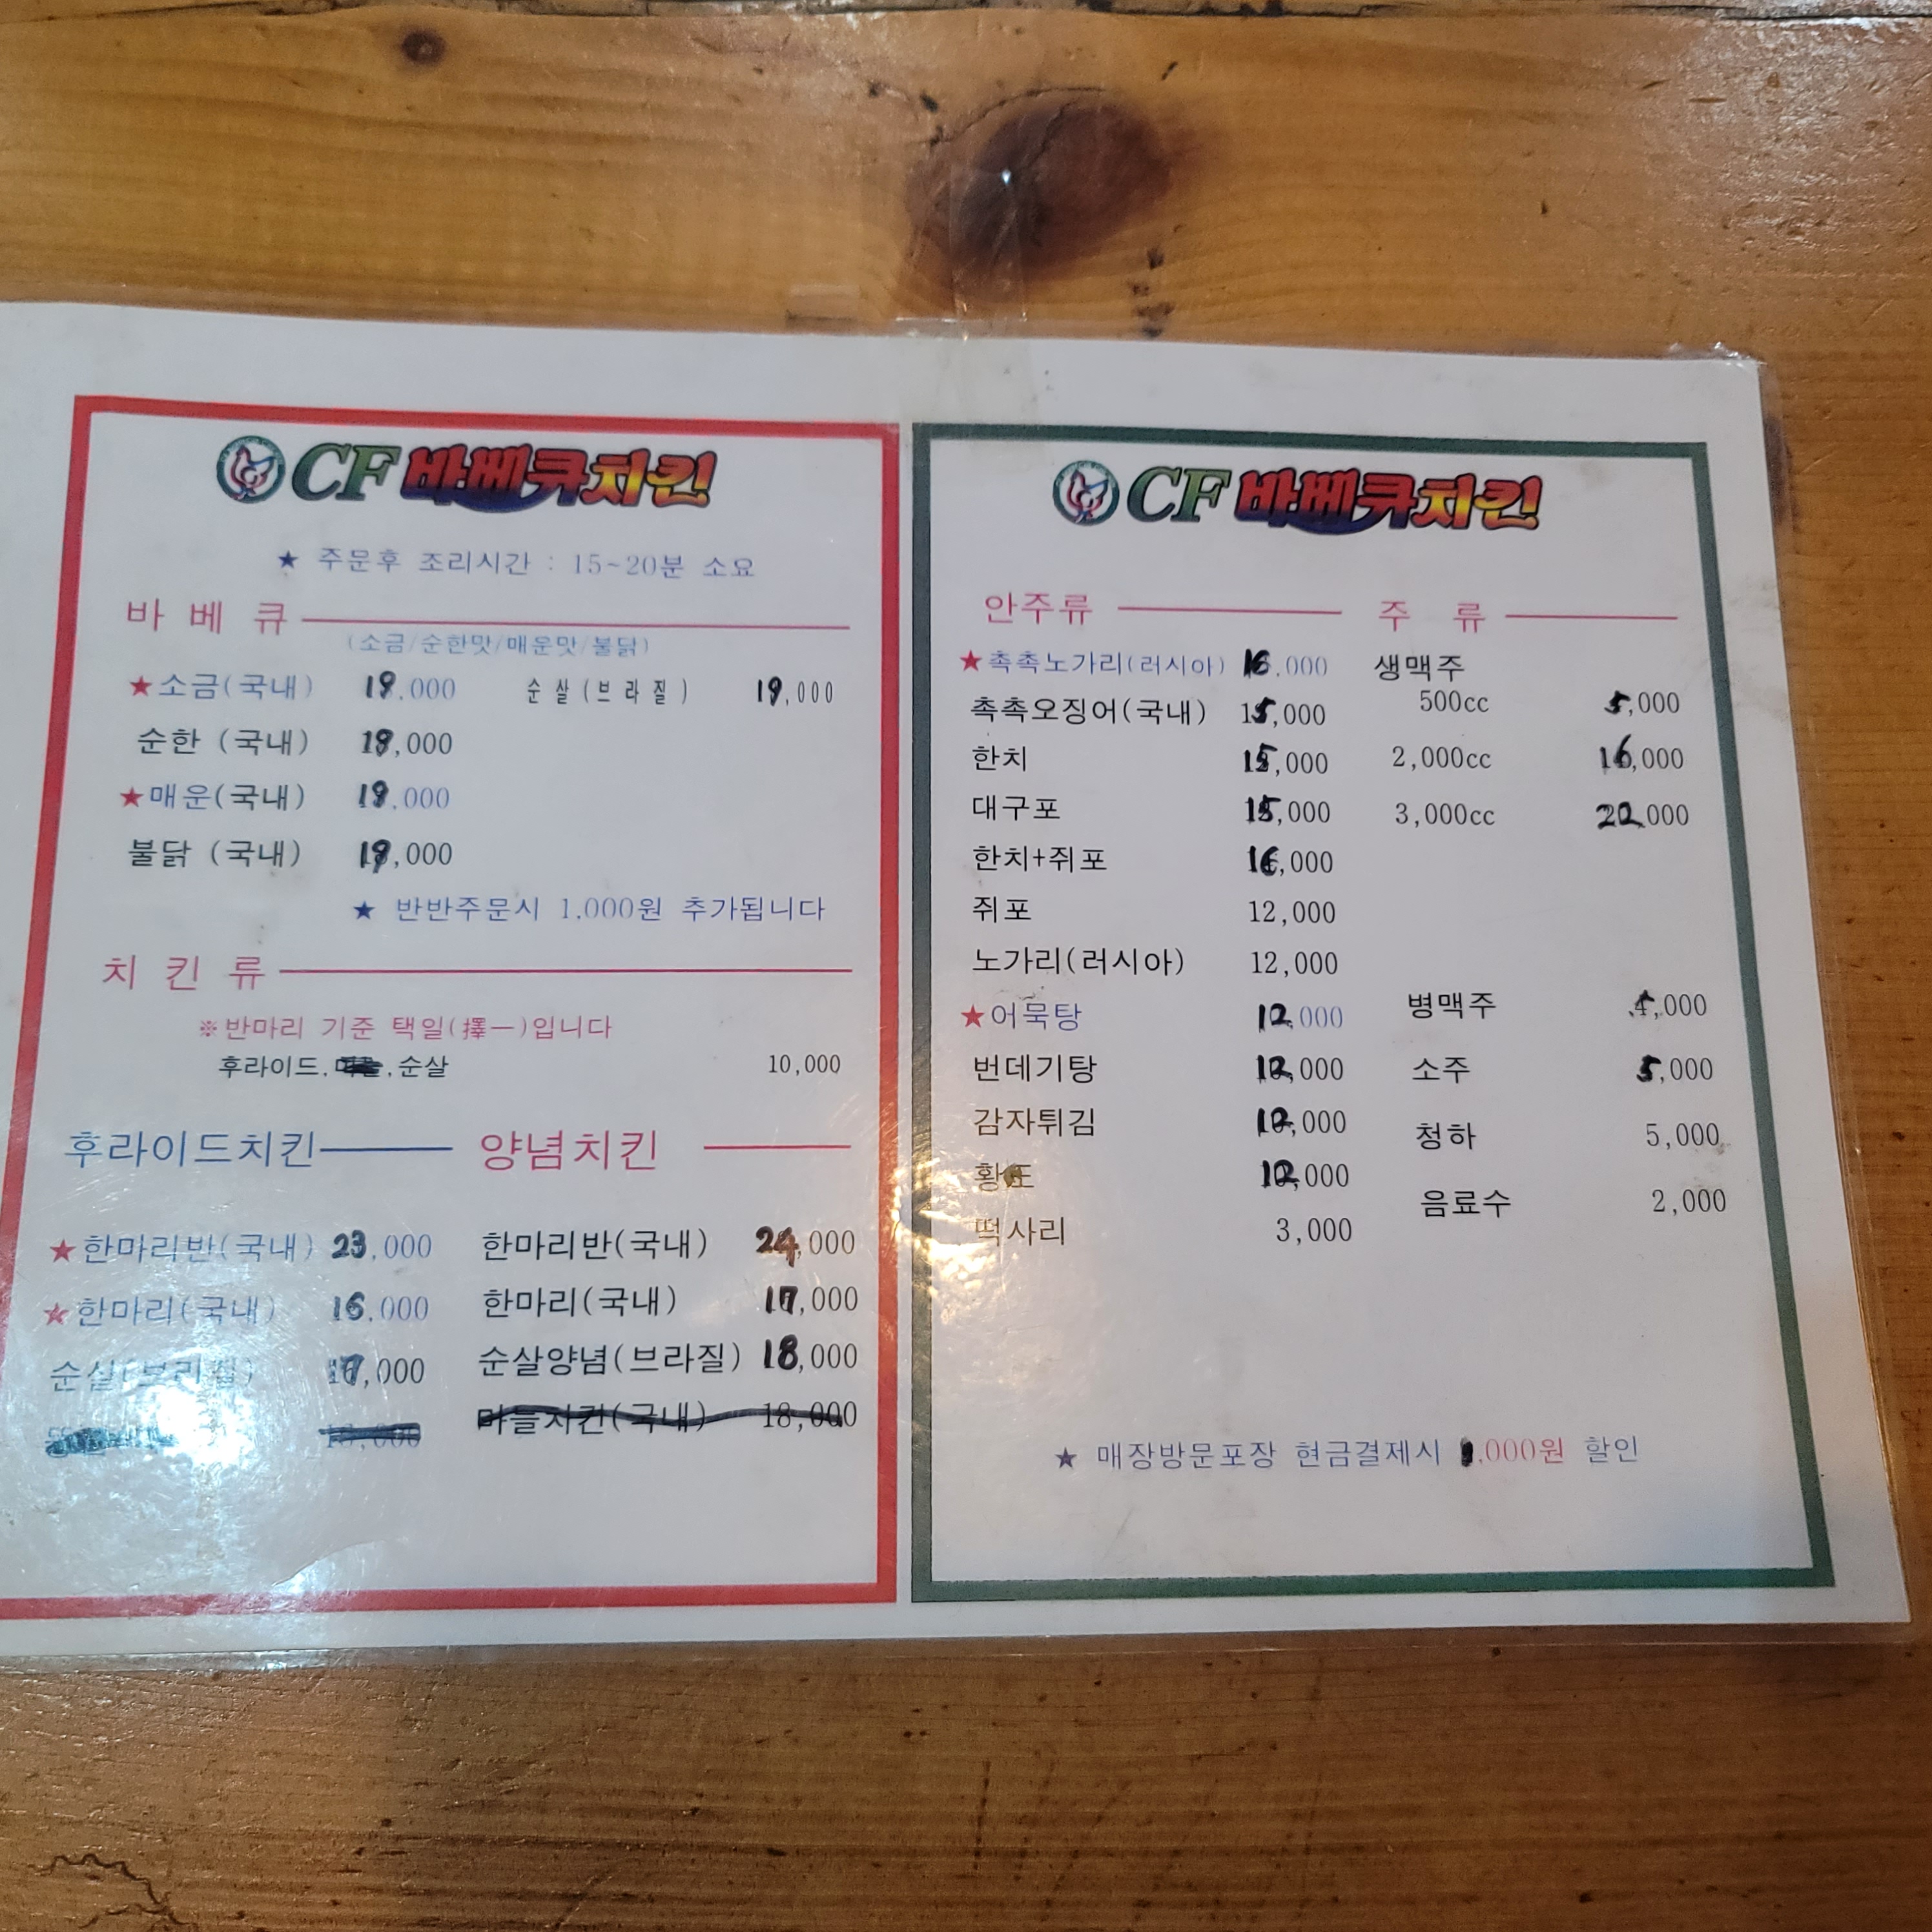 CF 바베큐치킨
★ 주문후 조리시간 : 15~20분 소요
바 베 큐
(소금/순한맛/매운맛/불닭)
★소금(국내) 19,000 순살(브라질) 19,000
순한 (국내) 19,000
★매운(국내) 19,000
불닭 (국내) 19,000
★ 반반주문시 1,000원 추가됩니다
치 킨 류
※반마리 기준 택일(擇一)입니다
후라이드, 순살 10,000
후라이드치킨 양념치킨
★한마리반(국내) 23,000 한마리반(국내) 24,000
★한마리(국내) 16,000 한마리(국내) 17,000
순살(브라질) 17,000 순살양념(브라질) 18,000
마늘치킨(국내) 18,000
CF 바베큐치킨
안주류 주 류
★촉촉노가리(러시아) 16,000 생맥주
촉촉오징어(국내) 15,000 500cc 5,000
한치 15,000 2,000cc 16,000
대구포 15,000 3,000cc 22,000
한치+쥐포 16,000
쥐포 12,000
노가리(러시아) 12,000
★어묵탕 12,000 병맥주 ,000
번데기탕 12,000 소주 5,000
감자튀김 12,000 청하 5,000
황도 12,000 음료수 2,000
떡사리 3,000
★ 매장방문포장 현금결제시 ,000원 할인